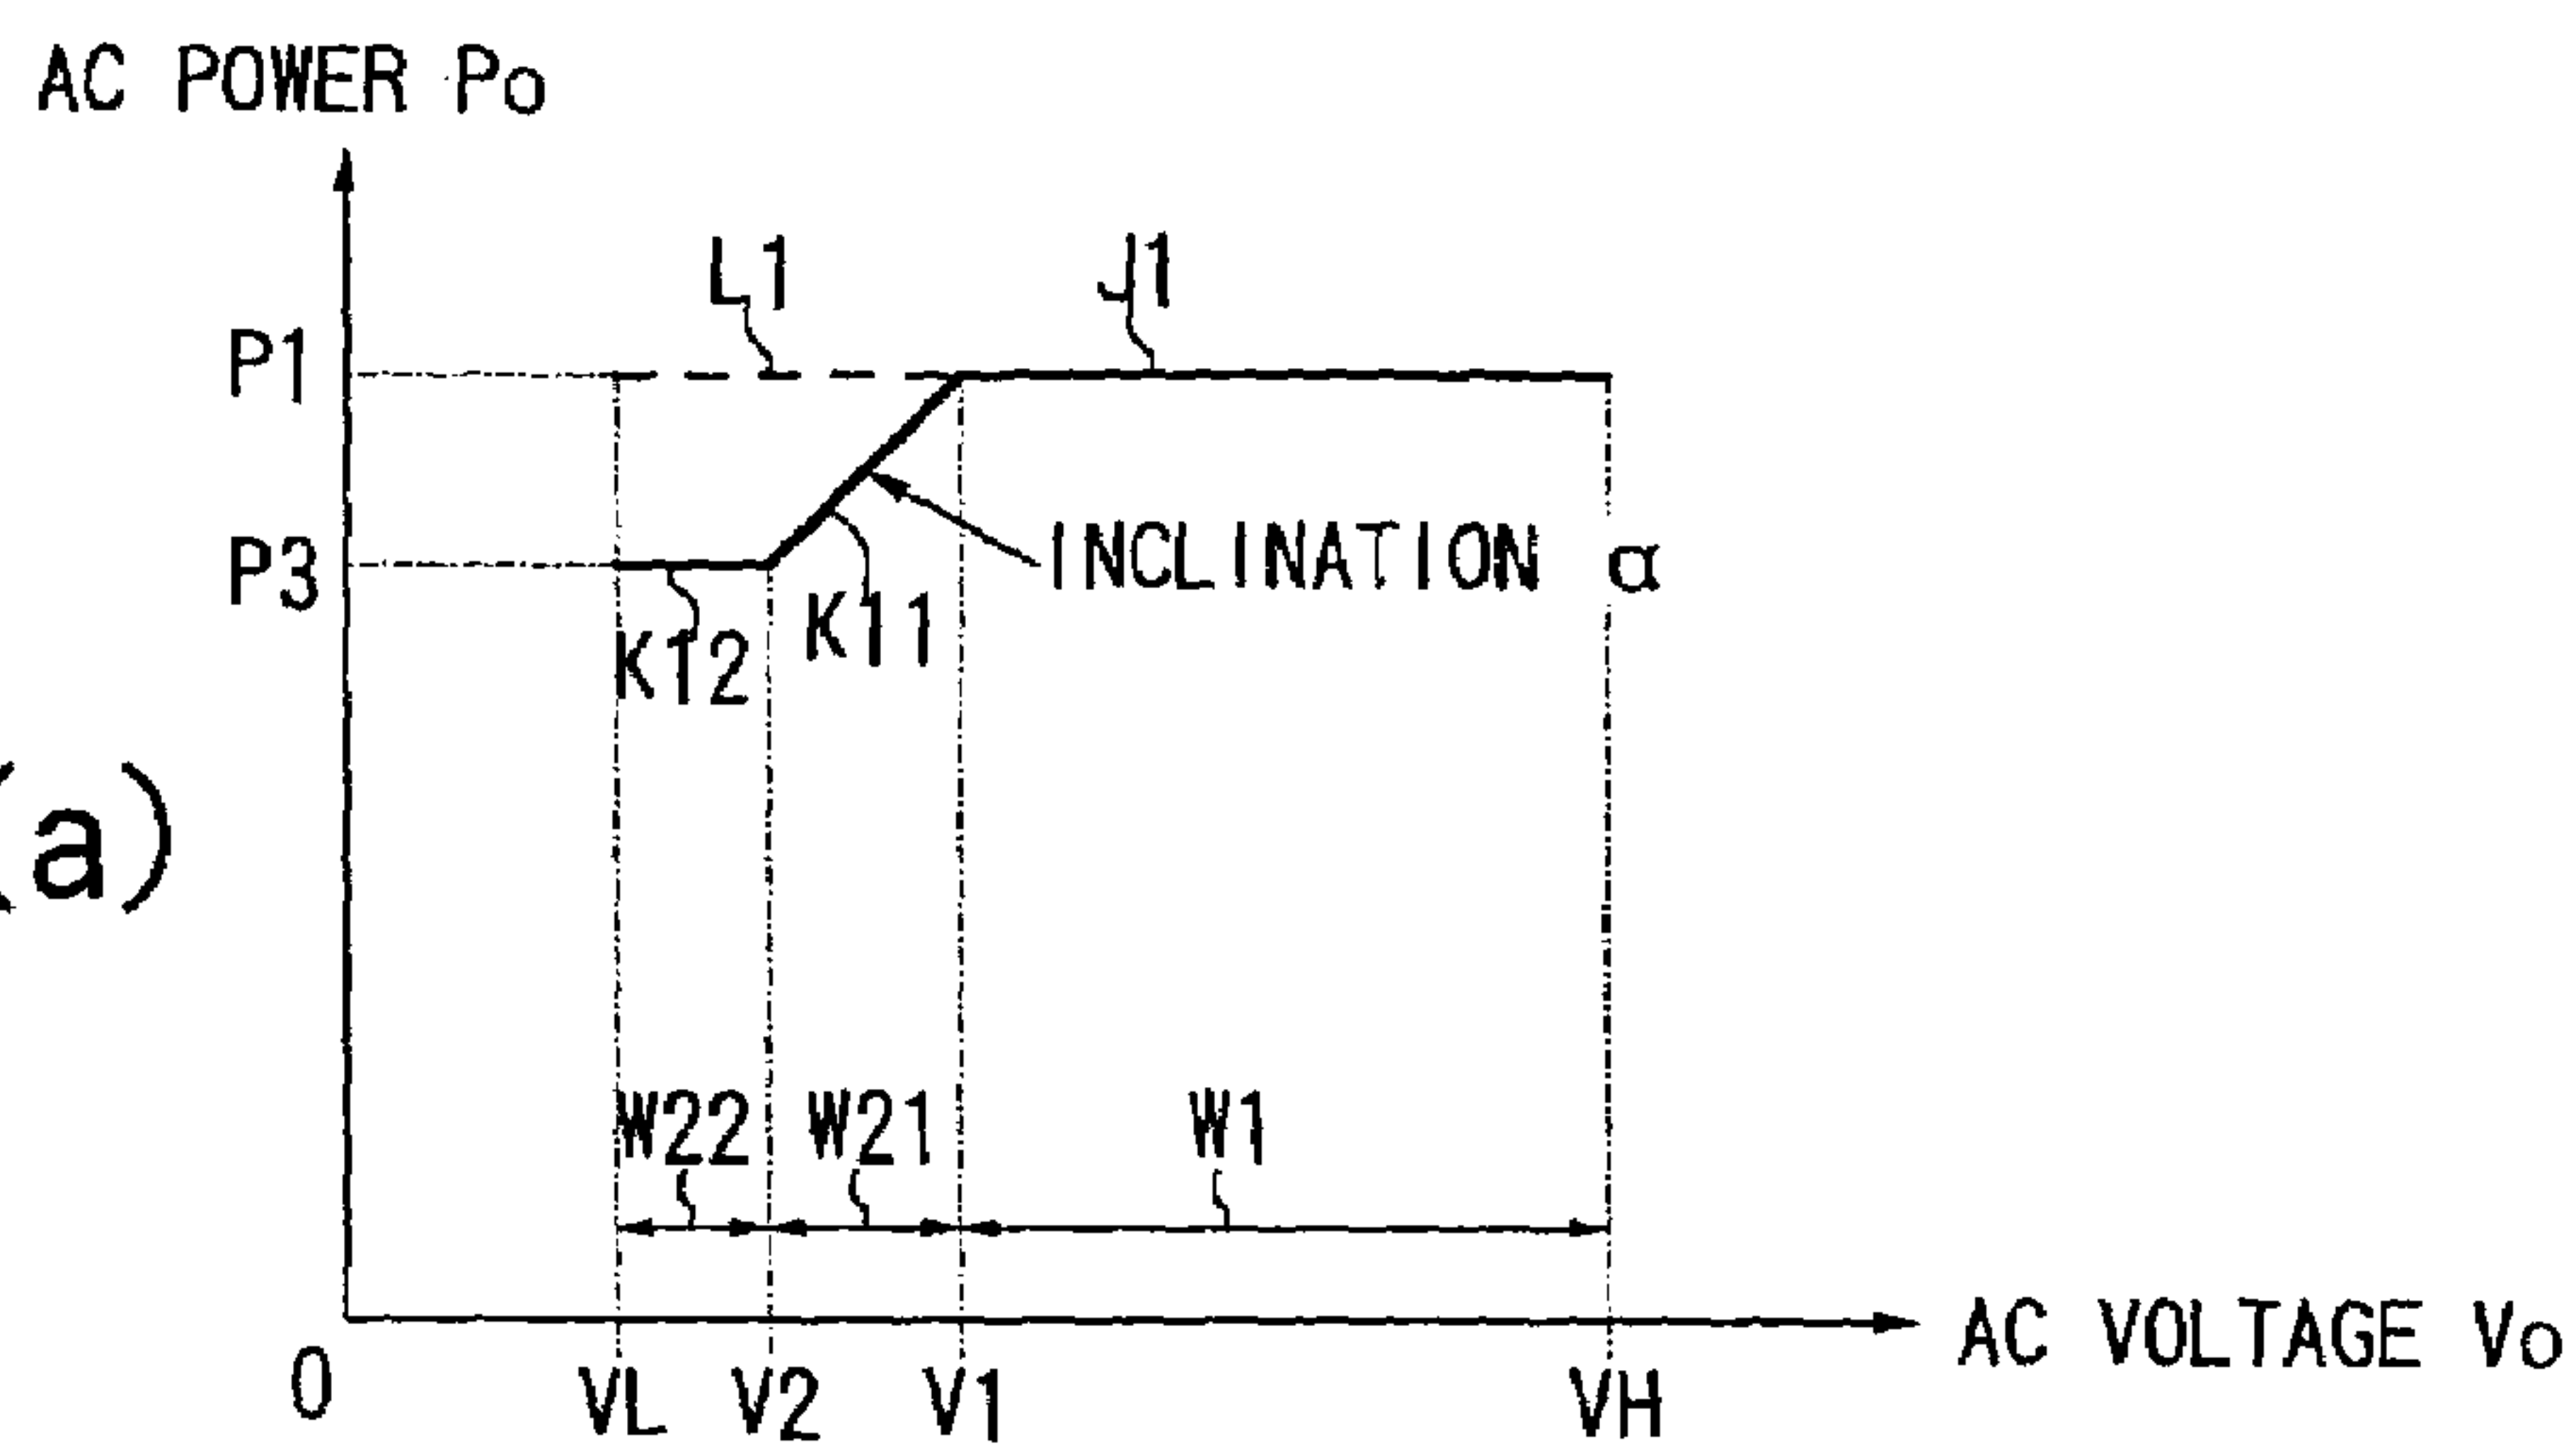 AC POWER Po
L1
J1
P1
INCLINATION α
P3
K11
K12
(a)
W22
W21
W1
AC VOLTAGE Vo
0
VL
V2
V1
VH